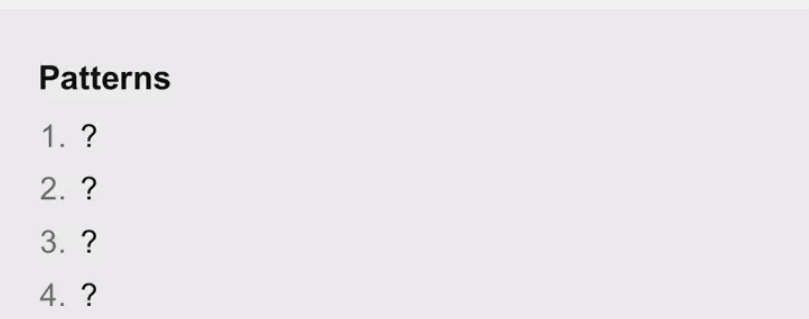 Patterns
1. ?
2. ?
3. ?
4. ?